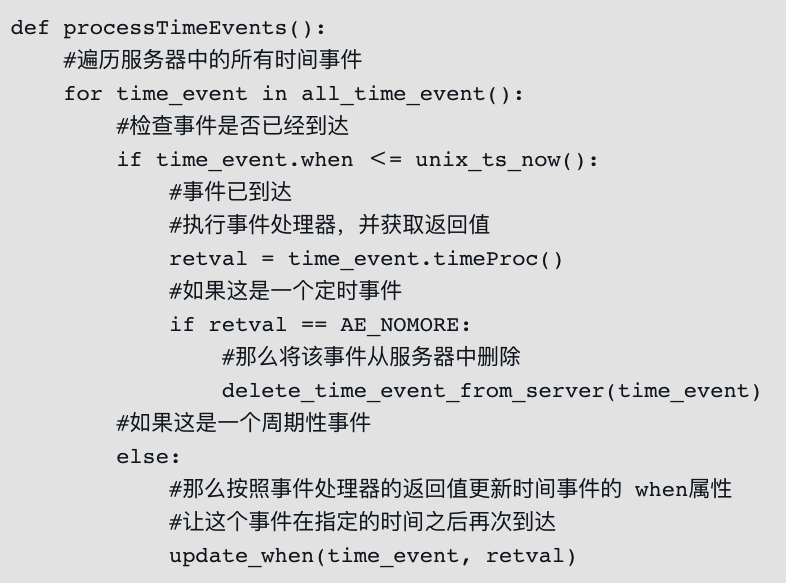 def processTimeEvents():
    #遍历服务器中的所有时间事件
    for time_event in all_time_event():
        #检查事件是否已经到达
        if time_event.when <= unix_ts_now():
            #事件已到达
            #执行事件处理器，并获取返回值
            retval = time_event.timeProc()
            #如果这是一个定时事件
            if retval == AE_NOMORE:
                #那么将该事件从服务器中删除
                delete_time_event_from_server(time_event)
        #如果这是一个周期性事件
        else:
            #那么按照事件处理器的返回值更新时间事件的 when属性
            #让这个事件在指定的时间之后再次到达
            update_when(time_event, retval)